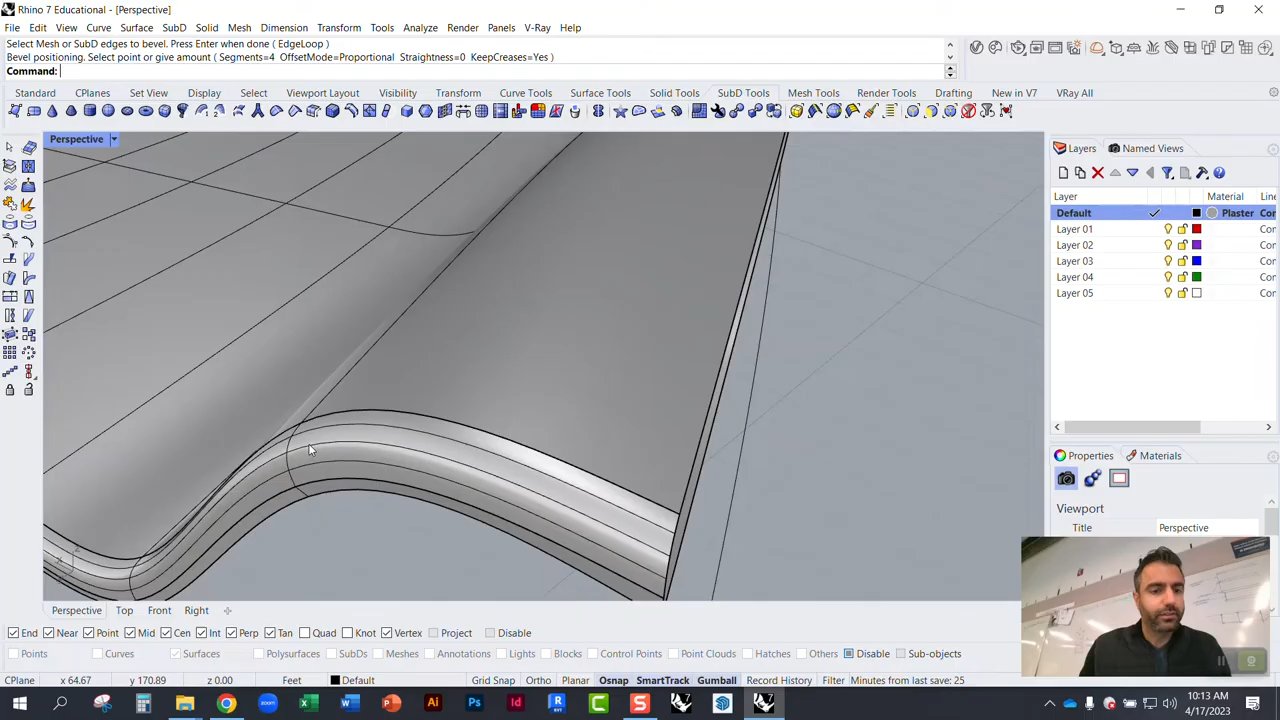 Rhino 7 Educational - [Perspective]
File Edit View Curve Surface SubD Solid Mesh Dimension Transform Tools Analyze Render Panels V-Ray Help
Select Mesh or SubD edges to bevel. Press Enter when done ( EdgeLoop )
Bevel positioning. Select point or give amount ( Segments=4 OffsetMode=Proportional Straightness=0 KeepCreases=Yes )
Command:
Standard CPlanes Set View Display Select Viewport Layout Visibility Transform Curve Tools Surface Tools Solid Tools SubD Tools Mesh Tools Render Tools Drafting New in V7 VRay All
Perspective
Layers Named Views
Layer Material Line
Default Plaster Con
Layer 01 Con
Layer 02 Con
Layer 03 Con
Layer 04 Con
Layer 05 Con
Properties Materials
Viewport
Title Perspective
Perspective Top Front Right
End Near Point Mid Cen Int Perp Tan Quad Knot Vertex Project Disable
Points Curves Surfaces Polysurfaces SubDs Meshes Annotations Lights Blocks Control Points Point Clouds Hatches Others Disable Sub-objects
CPlane x 64.67 y 170.89 z 0.00 Feet Default Grid Snap Ortho Planar Osnap SmartTrack Gumball Record History Filter Minutes from last save: 25
10:13 AM
4/17/2023